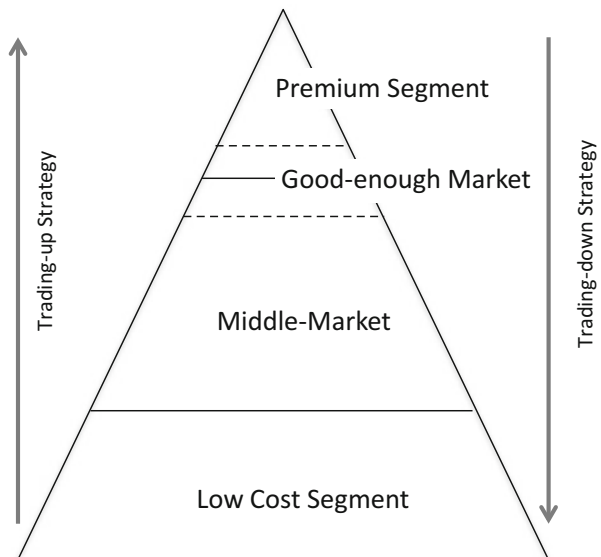 Premium Segment
Good-enough Market
Trading-up Strategy
Trading-down Strategy
Middle-Market
Low Cost Segment